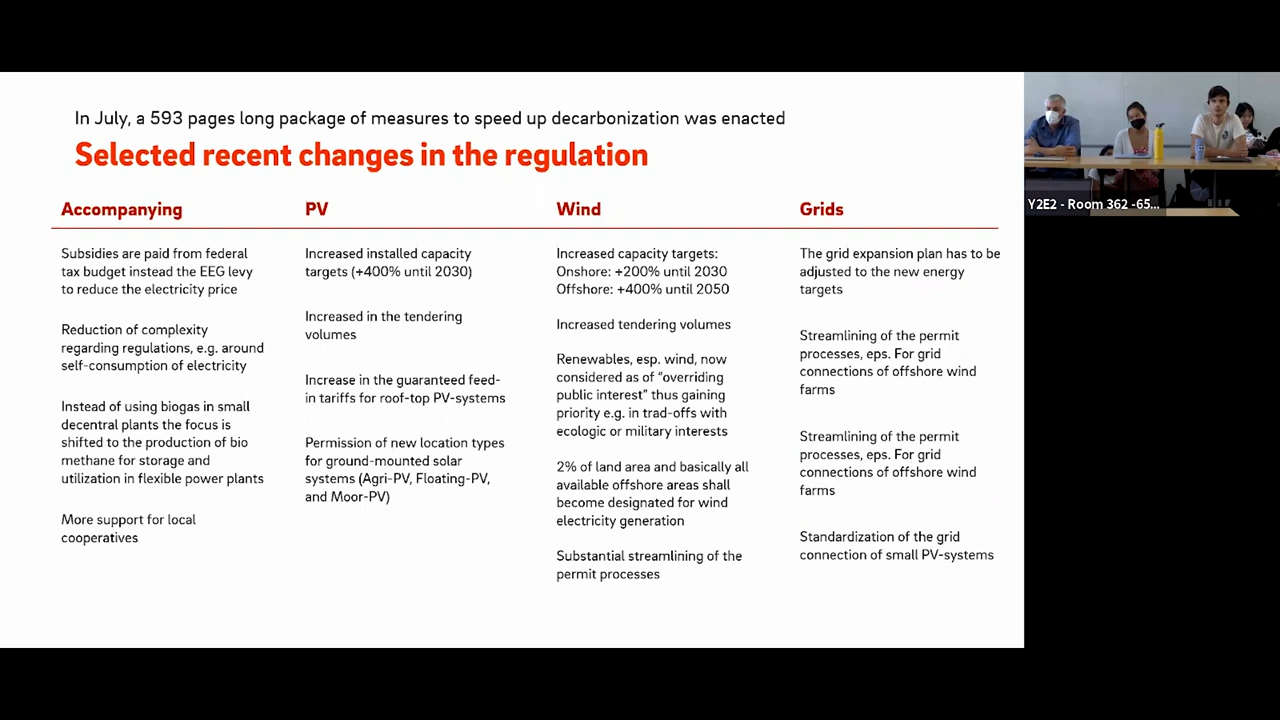 In July, a 593 pages long package of measures to speed up decarbonization was enacted
Selected recent changes in the regulation
Accompanying
Subsidies are paid from federal
tax budget instead the EEG levy
to reduce the electricity price
Reduction of complexity
regarding regulations, e.g. around
self-consumption of electricity
Instead of using biogas in small
decentral plants the focus is
shifted to the production of bio
methane for storage and
utilization in flexible power plants
More support for local
cooperatives
PV
Increased installed capacity
targets (+400% until 2030)
Increased in the tendering
volumes
Increase in the guaranteed feed-
in tariffs for roof-top PV-systems
Permission of new location types
for ground-mounted solar
systems (Agri-PV, Floating-PV,
and Moor-PV)
Wind
Increased capacity targets:
Onshore: +200% until 2030
Offshore: +400% until 2050
Increased tendering volumes
Renewables, esp. wind, now
considered as of “overriding
public interest” thus gaining
priority e.g. in trad-offs with
ecologic or military interests
2% of land area and basically all
available offshore areas shall
become designated for wind
electricity generation
Substantial streamlining of the
permit processes
Grids
The grid expansion plan has to be
adjusted to the new energy
targets
Streamlining of the permit
processes, eps. For grid
connections of offshore wind
farms
Streamlining of the permit
processes, eps. For grid
connections of offshore wind
farms
Standardization of the grid
connection of small PV-systems
Y2E2 - Room 362 -65...